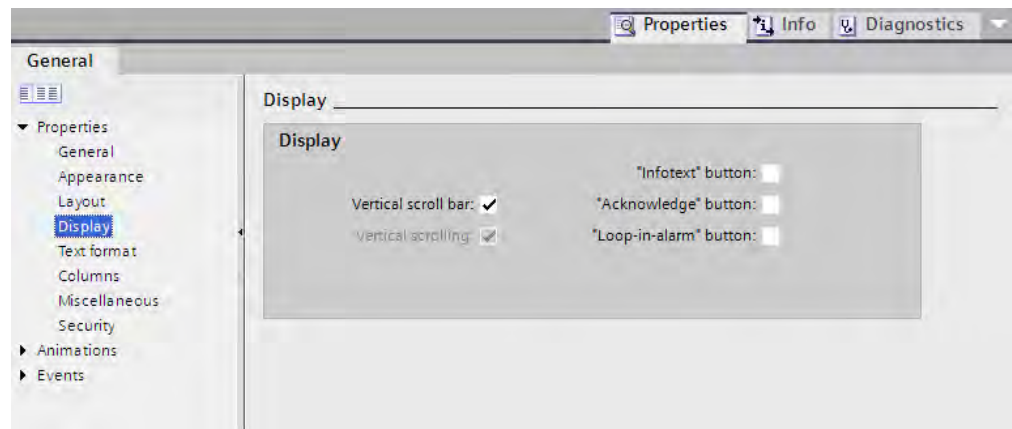 Properties Info Diagnostics
General
Properties
General
Appearance
Layout
Display
Text format
Columns
Miscellaneous
Security
Animations
Events
Display
Display
"Infotext" button:
Vertical scroll bar: "Acknowledge" button:
Vertical scrolling: "Loop-in-alarm" button: